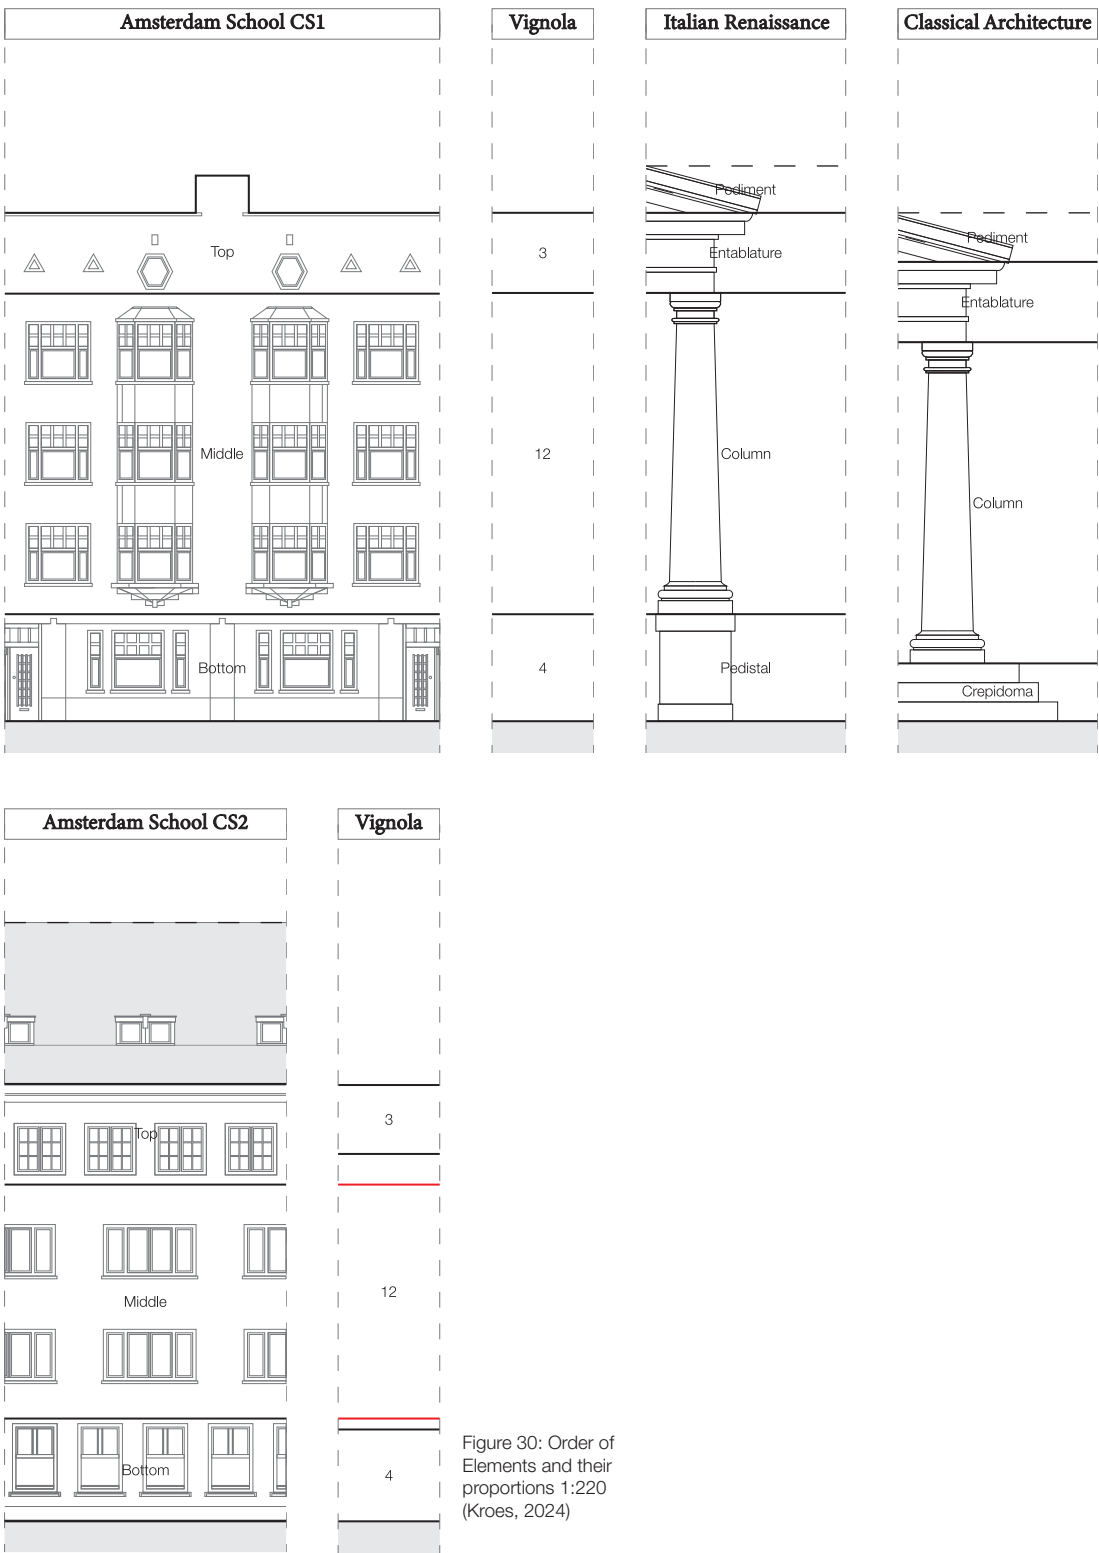 Amsterdam School CS1
Vignola
Italian Renaissance
Classical Architecture
Pediment
Pediment
Top
3
Entablature
Entablature
Middle
12
Column
Column
Bottom
4
Pedistal
Crepidoma
Amsterdam School CS2
Vignola
Top
3
Middle
12
Bottom
4
Figure 30: Order of
Elements and their
proportions 1:220
(Kroes, 2024)